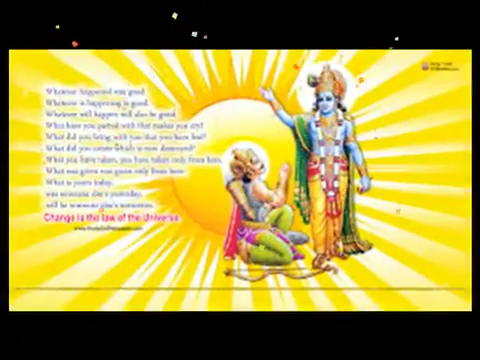 Whatever happened was good
Whatever is happening is good
Whatever will happen will also be good
What have you parted with that makes you cry?
What did you bring with you that you have lost?
What did you create which is now destroyed?
What you have taken, you have taken only from here,
What was given was given only from here
What is yours today,
was someone else's yesterday,
will be someone else's tomorrow.
Change is the law of the Universe